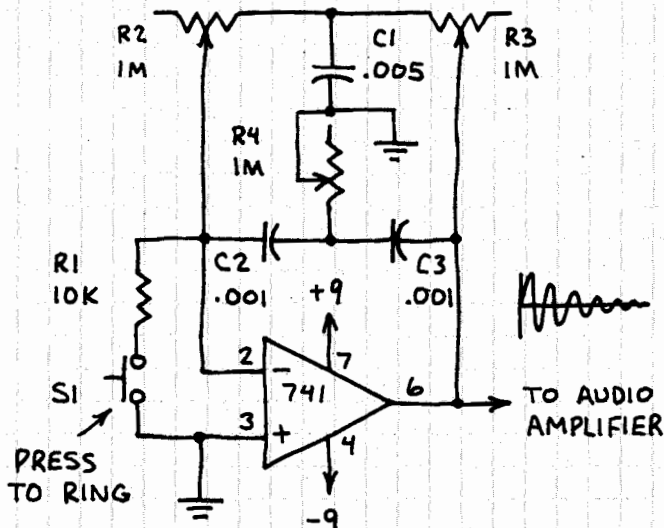 R2
1M
C1
.005
R3
1M
R4
1M
R1
10K
C2
.001
C3
.001
+9
2
7
-
741
6
S1
3
+
4
TO AUDIO
AMPLIFIER
PRESS
TO RING
-9